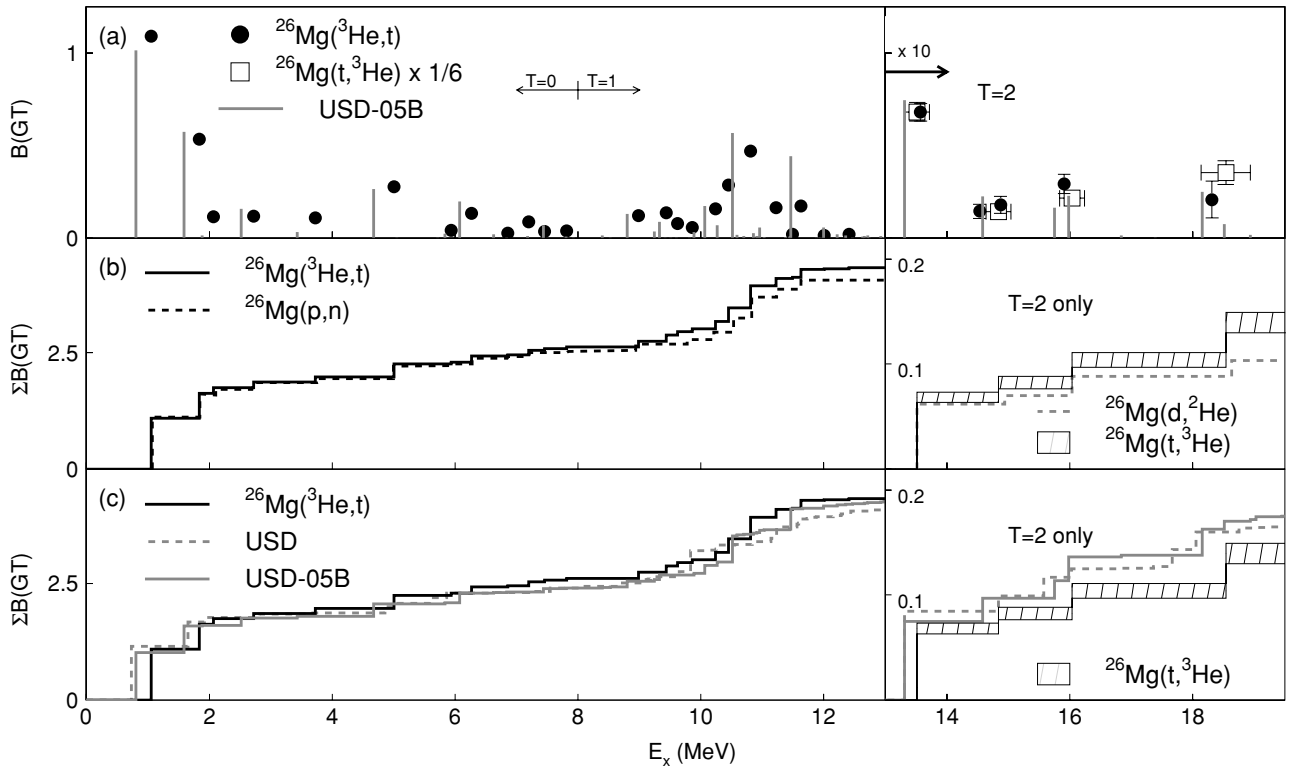 (a)
²⁶Mg(³He,t)
²⁶Mg(t,³He) x 1/6
USD-05B
T=0 T=1
x 10
T=2
B(GT)
1
0
(b)
²⁶Mg(³He,t)
²⁶Mg(p,n)
T=2 only
²⁶Mg(d,²He)
²⁶Mg(t,³He)
ΣB(GT)
2.5
0
0.2
0.1
(c)
²⁶Mg(³He,t)
USD
USD-05B
T=2 only
²⁶Mg(t,³He)
ΣB(GT)
2.5
0
0.2
0.1
0 2 4 6 8 10 12 14 16 18
Eₓ (MeV)